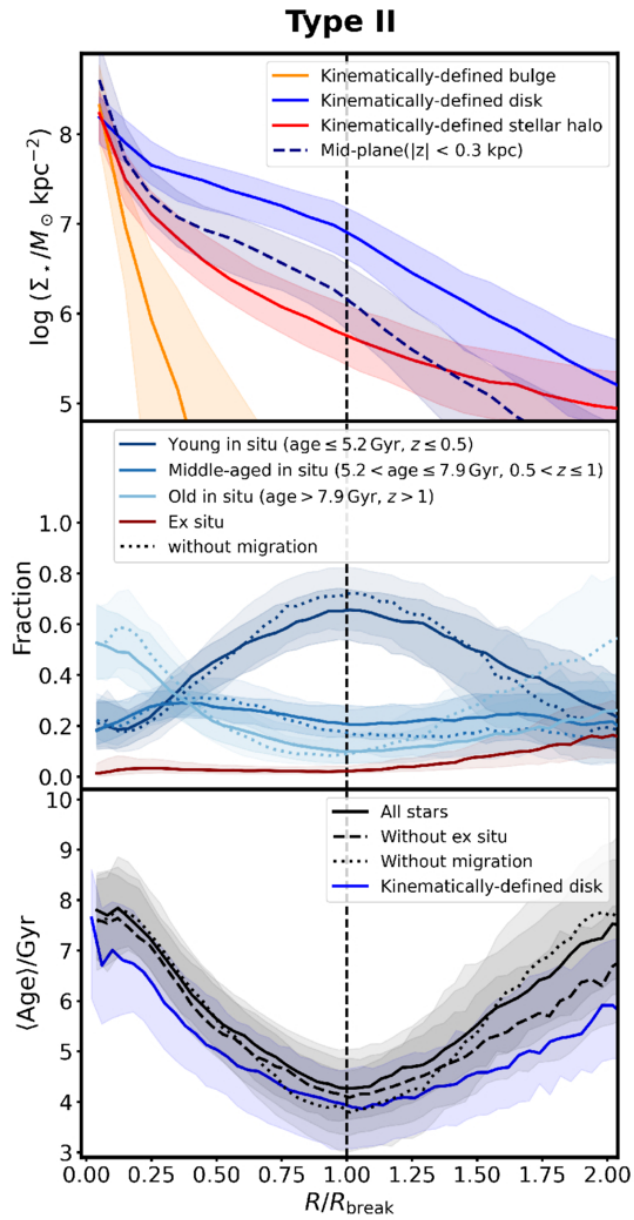 Type II
Kinematically-defined bulge
Kinematically-defined disk
Kinematically-defined stellar halo
Mid-plane(|z| < 0.3 kpc)
8
7
6
5
log (Σ⋆/M⊙ kpc⁻²)
Young in situ (age ≤ 5.2 Gyr, z ≤ 0.5)
Middle-aged in situ (5.2 < age ≤ 7.9 Gyr, 0.5 < z ≤ 1)
Old in situ (age > 7.9 Gyr, z > 1)
Ex situ
without migration
1.0
0.8
0.6
0.4
0.2
0.0
Fraction
All stars
Without ex situ
Without migration
Kinematically-defined disk
10
9
8
7
6
5
4
3
⟨Age⟩/Gyr
0.00 0.25 0.50 0.75 1.00 1.25 1.50 1.75 2.00
R/R_break